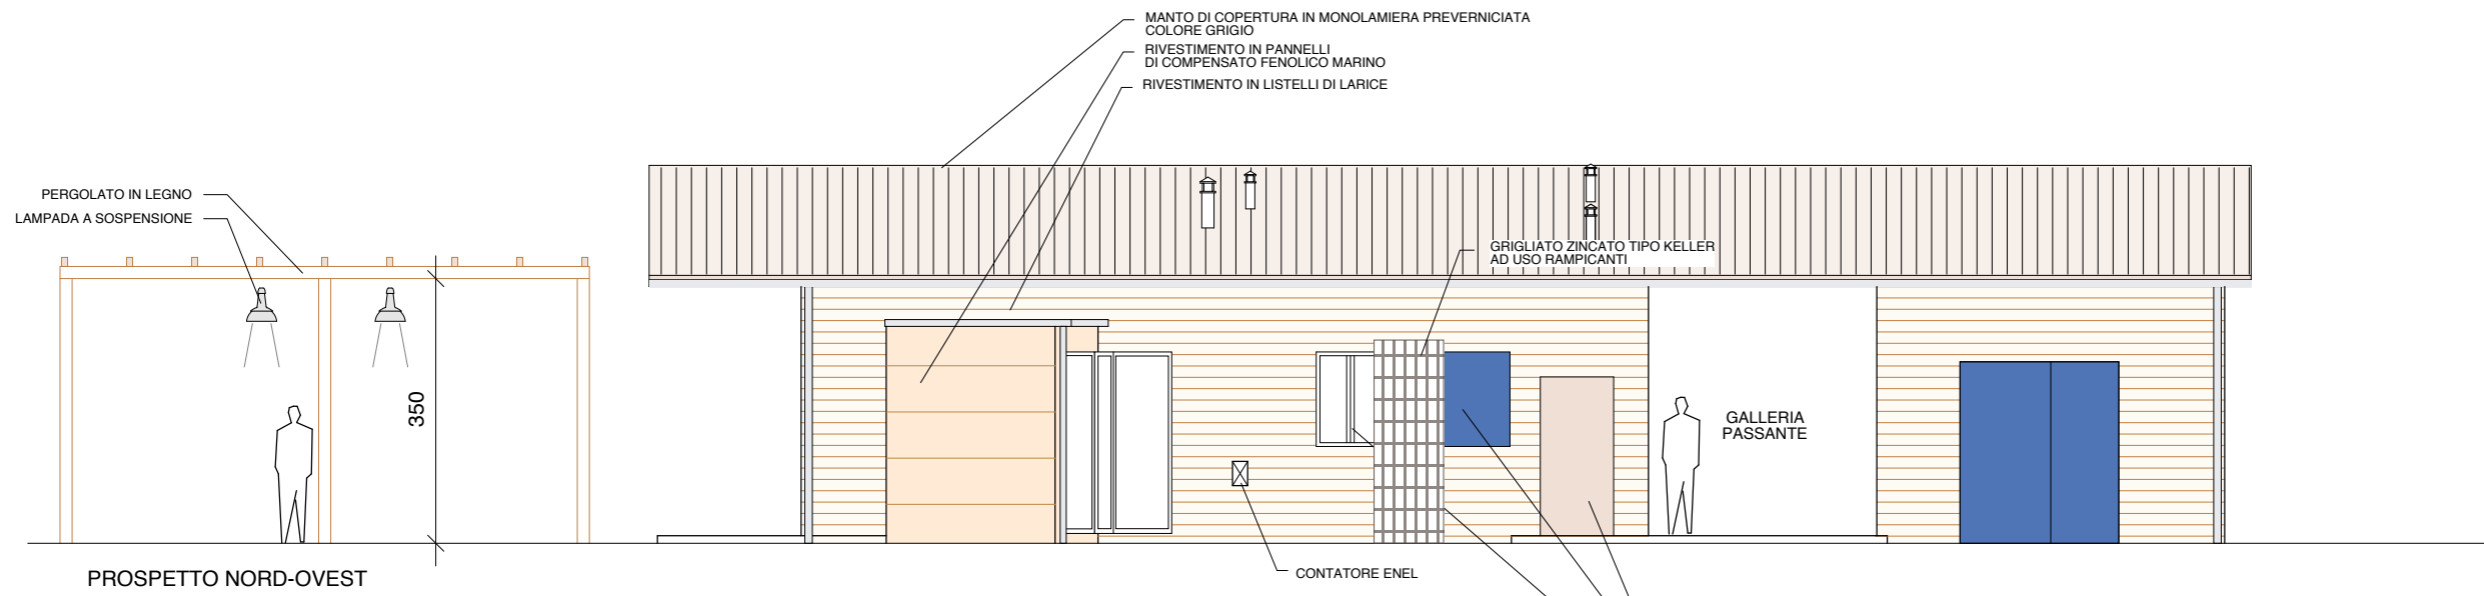 MANTO DI COPERTURA IN MONOLAMIERA PREVERNICIATA
COLORE GRIGIO
RIVESTIMENTO IN PANNELLI
DI COMPENSATO FENOLICO MARINO
RIVESTIMENTO IN LISTELLI DI LARICE
PERGOLATO IN LEGNO
LAMPADA A SOSPENSIONE
GRIGLIATO ZINCATO TIPO KELLER
AD USO RAMPICANTI
350
GALLERIA
PASSANTE
CONTATORE ENEL
PROSPETTO NORD-OVEST